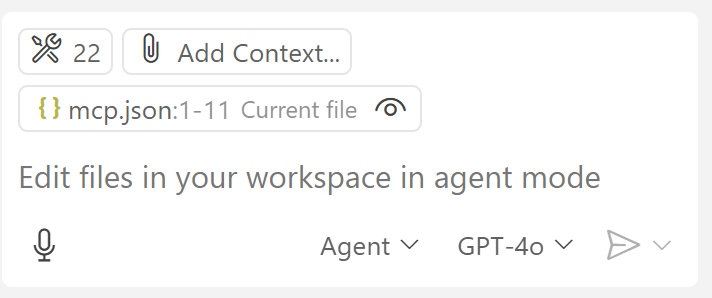 22 Add Context...
{} mcp.json:1-11 Current file
Edit files in your workspace in agent mode
Agent GPT-4o